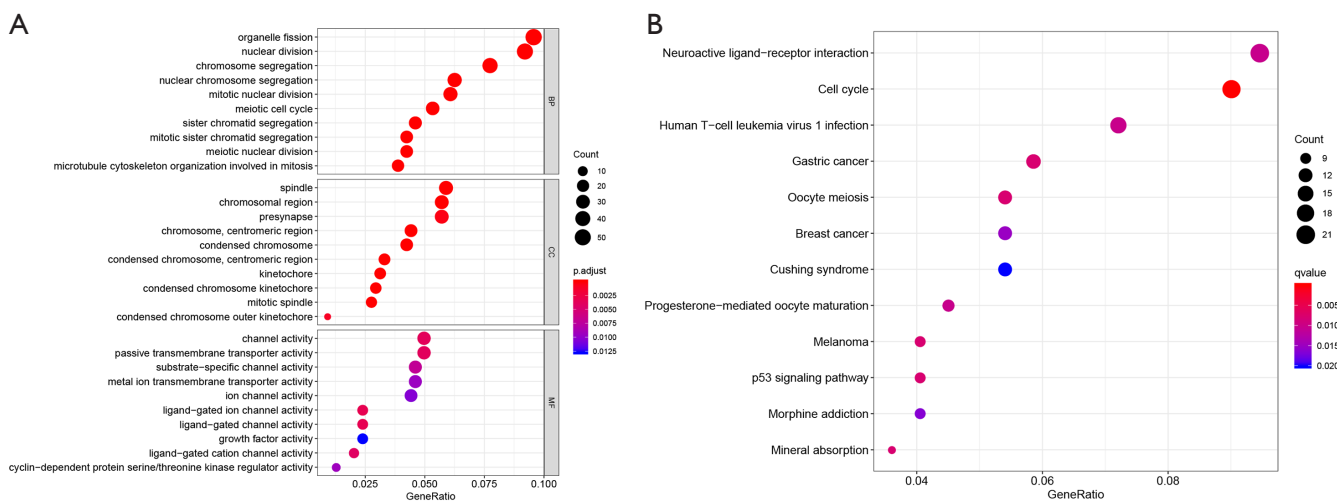 A
organelle fission
nuclear division
chromosome segregation
nuclear chromosome segregation
mitotic nuclear division
meiotic cell cycle
sister chromatid segregation
mitotic sister chromatid segregation
meiotic nuclear division
microtubule cytoskeleton organization involved in mitosis
BP
spindle
chromosomal region
presynapse
chromosome, centromeric region
condensed chromosome
condensed chromosome, centromeric region
kinetochore
condensed chromosome kinetochore
mitotic spindle
condensed chromosome outer kinetochore
CC
channel activity
passive transmembrane transporter activity
substrate-specific channel activity
metal ion transmembrane transporter activity
ion channel activity
ligand-gated ion channel activity
ligand-gated channel activity
growth factor activity
ligand-gated cation channel activity
cyclin-dependent protein serine/threonine kinase regulator activity
MF
0.025 0.050 0.075 0.100
GeneRatio
Count
10
20
30
40
50
p.adjust
0.0025
0.0050
0.0075
0.0100
0.0125
B
Neuroactive ligand-receptor interaction
Cell cycle
Human T-cell leukemia virus 1 infection
Gastric cancer
Oocyte meiosis
Breast cancer
Cushing syndrome
Progesterone-mediated oocyte maturation
Melanoma
p53 signaling pathway
Morphine addiction
Mineral absorption
0.04 0.06 0.08
GeneRatio
Count
9
12
15
18
21
qvalue
0.005
0.010
0.015
0.020